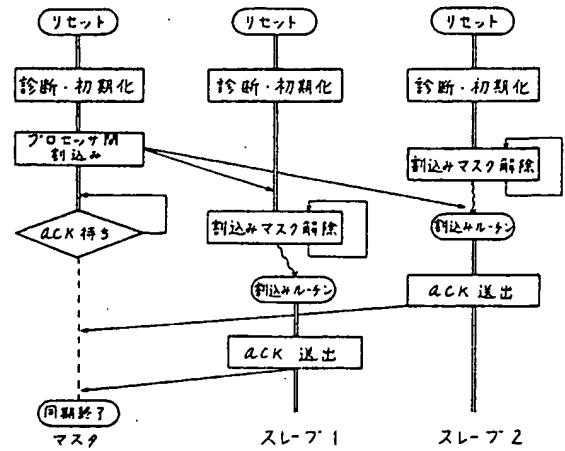 リセット
リセット
リセット
診断・初期化
診断・初期化
診断・初期化
プロセッサ間
割込み
割込みマスク解除
ACK待ち
割込みマスク解除
割込みルーチン
割込みルーチン
ACK 送出
ACK 送出
同期終了
マスタ
スレーブ1
スレーブ2